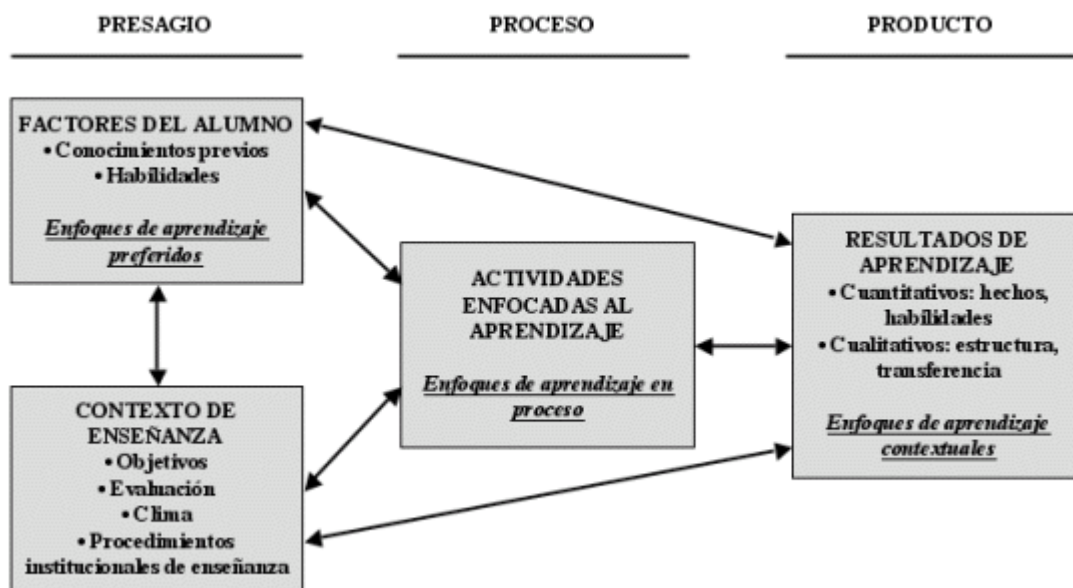 PRESAGIO
PROCESO
PRODUCTO
FACTORES DEL ALUMNO
• Conocimientos previos
• Habilidades
Enfoques de aprendizaje
preferidos
CONTEXTO DE
ENSEÑANZA
• Objetivos
• Evaluación
• Clima
• Procedimientos
institucionales de enseñanza
ACTIVIDADES
ENFOCADAS AL
APRENDIZAJE
Enfoques de aprendizaje en
proceso
RESULTADOS DE
APRENDIZAJE
• Cuantitativos: hechos,
habilidades
• Cualitativos: estructura,
transferencia
Enfoques de aprendizaje
contextuales